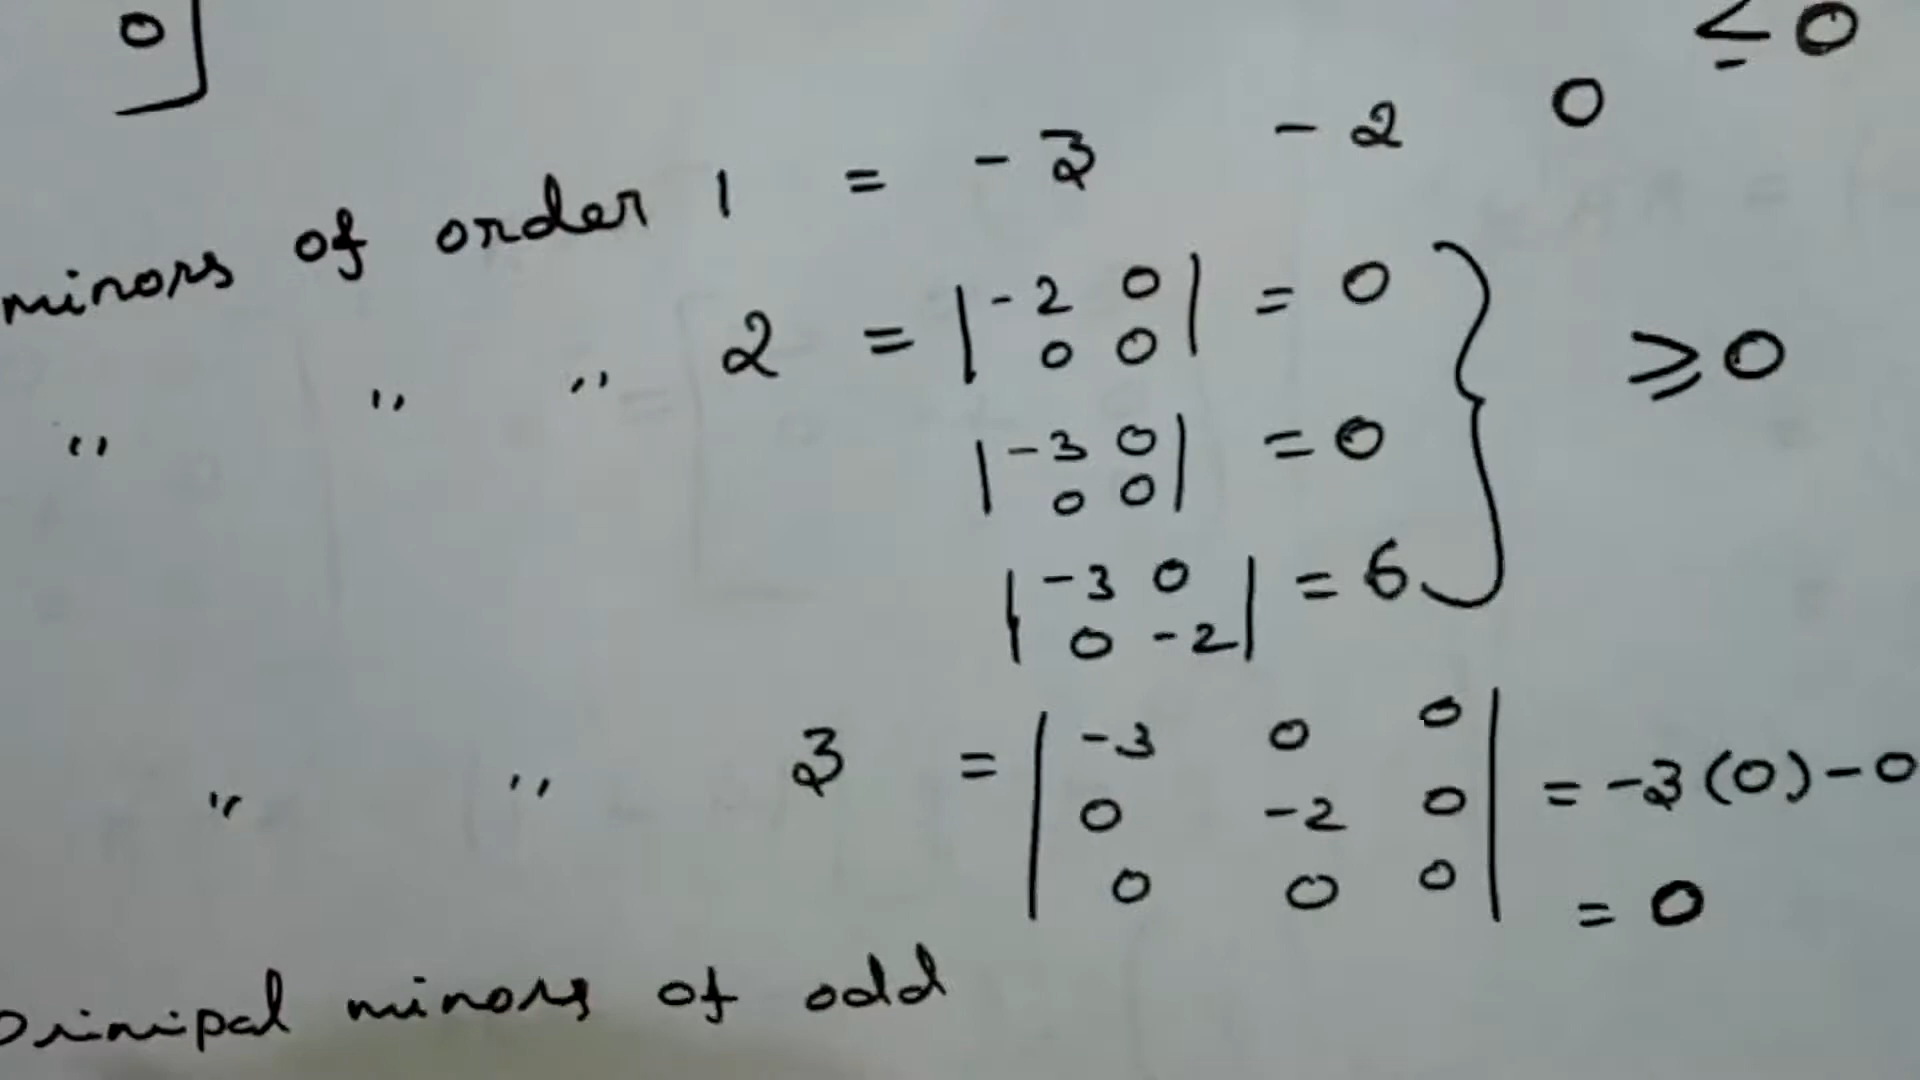 0]
≤ 0
minors of order 1 = -3 -2 0
" " " 2 = |-2 0; 0 0| = 0
|-3 0; 0 0| = 0
≥ 0
|-3 0; 0 -2| = 6
" " 3 = |-3 0 0; 0 -2 0; 0 0 0| = -3(0)-0
= 0
Principal minors of odd